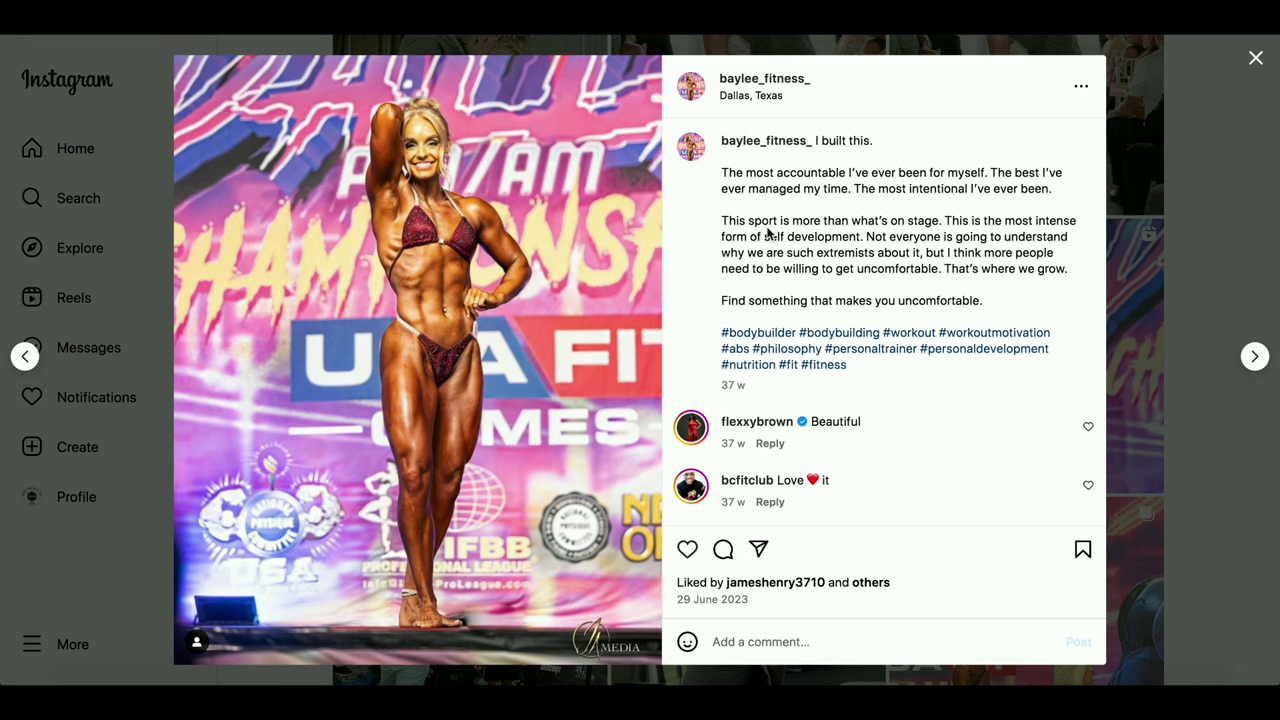 Instagram
Home
Search
Explore
Reels
Messages
Notifications
Create
Profile
More
AM/AM
CHAMPIONSH
USA FIT
GAMES
NATIONAL PHYSIQUE COMMITTEE
USA
IFBB
PROFESSIONAL LEAGUE
MEDIA
baylee_fitness_
Dallas, Texas
baylee_fitness_ I built this.
The most accountable I've ever been for myself. The best I've
ever managed my time. The most intentional I've ever been.
This sport is more than what's on stage. This is the most intense
form of self development. Not everyone is going to understand
why we are such extremists about it, but I think more people
need to be willing to get uncomfortable. That's where we grow.
Find something that makes you uncomfortable.
#bodybuilder #bodybuilding #workout #workoutmotivation
#abs #philosophy #personaltrainer #personaldevelopment
#nutrition #fit #fitness
37 w
flexxybrown Beautiful
37 w Reply
bcfitclub Love ❤️ it
37 w Reply
Liked by jameshenry3710 and others
29 June 2023
Add a comment...
Post